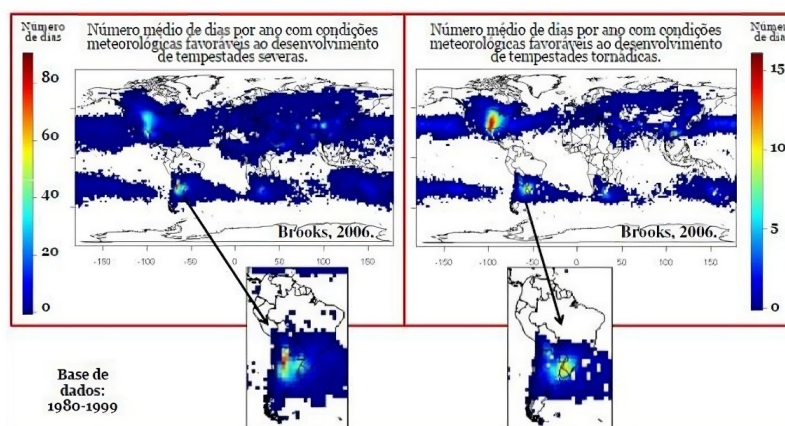 Número de dias
Número médio de dias por ano com condições
meteorológicas favoráveis ao desenvolvimento
de tempestades severas.
80
60
40
20
0
Brooks, 2006.
-150
-100
-50
0
50
100
150
Número médio de dias por ano com condições
meteorológicas favoráveis ao desenvolvimento
de tempestades tornádicas.
Número
de dias
15
10
5
0
Brooks, 2006.
-150
-100
-50
0
50
100
150
Base de
dados:
1980-1999